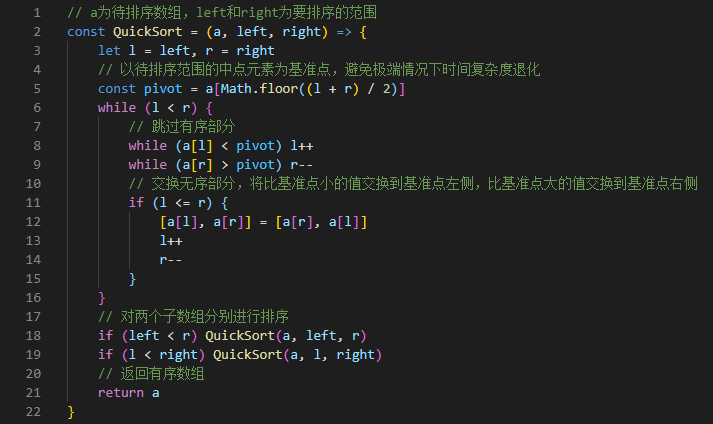 1 // a为待排序数组，left和right为要排序的范围
2 const QuickSort = (a, left, right) => {
3 let l = left, r = right
4 // 以待排序范围的中点元素为基准点，避免极端情况下时间复杂度退化
5 const pivot = a[Math.floor((l + r) / 2)]
6 while (l < r) {
7 // 跳过有序部分
8 while (a[l] < pivot) l++
9 while (a[r] > pivot) r--
10 // 交换无序部分，将比基准点小的值交换到基准点左侧，比基准点大的值交换到基准点右侧
11 if (l <= r) {
12 [a[l], a[r]] = [a[r], a[l]]
13 l++
14 r--
15 }
16 }
17 // 对两个子数组分别进行排序
18 if (left < r) QuickSort(a, left, r)
19 if (l < right) QuickSort(a, l, right)
20 // 返回有序数组
21 return a
22 }